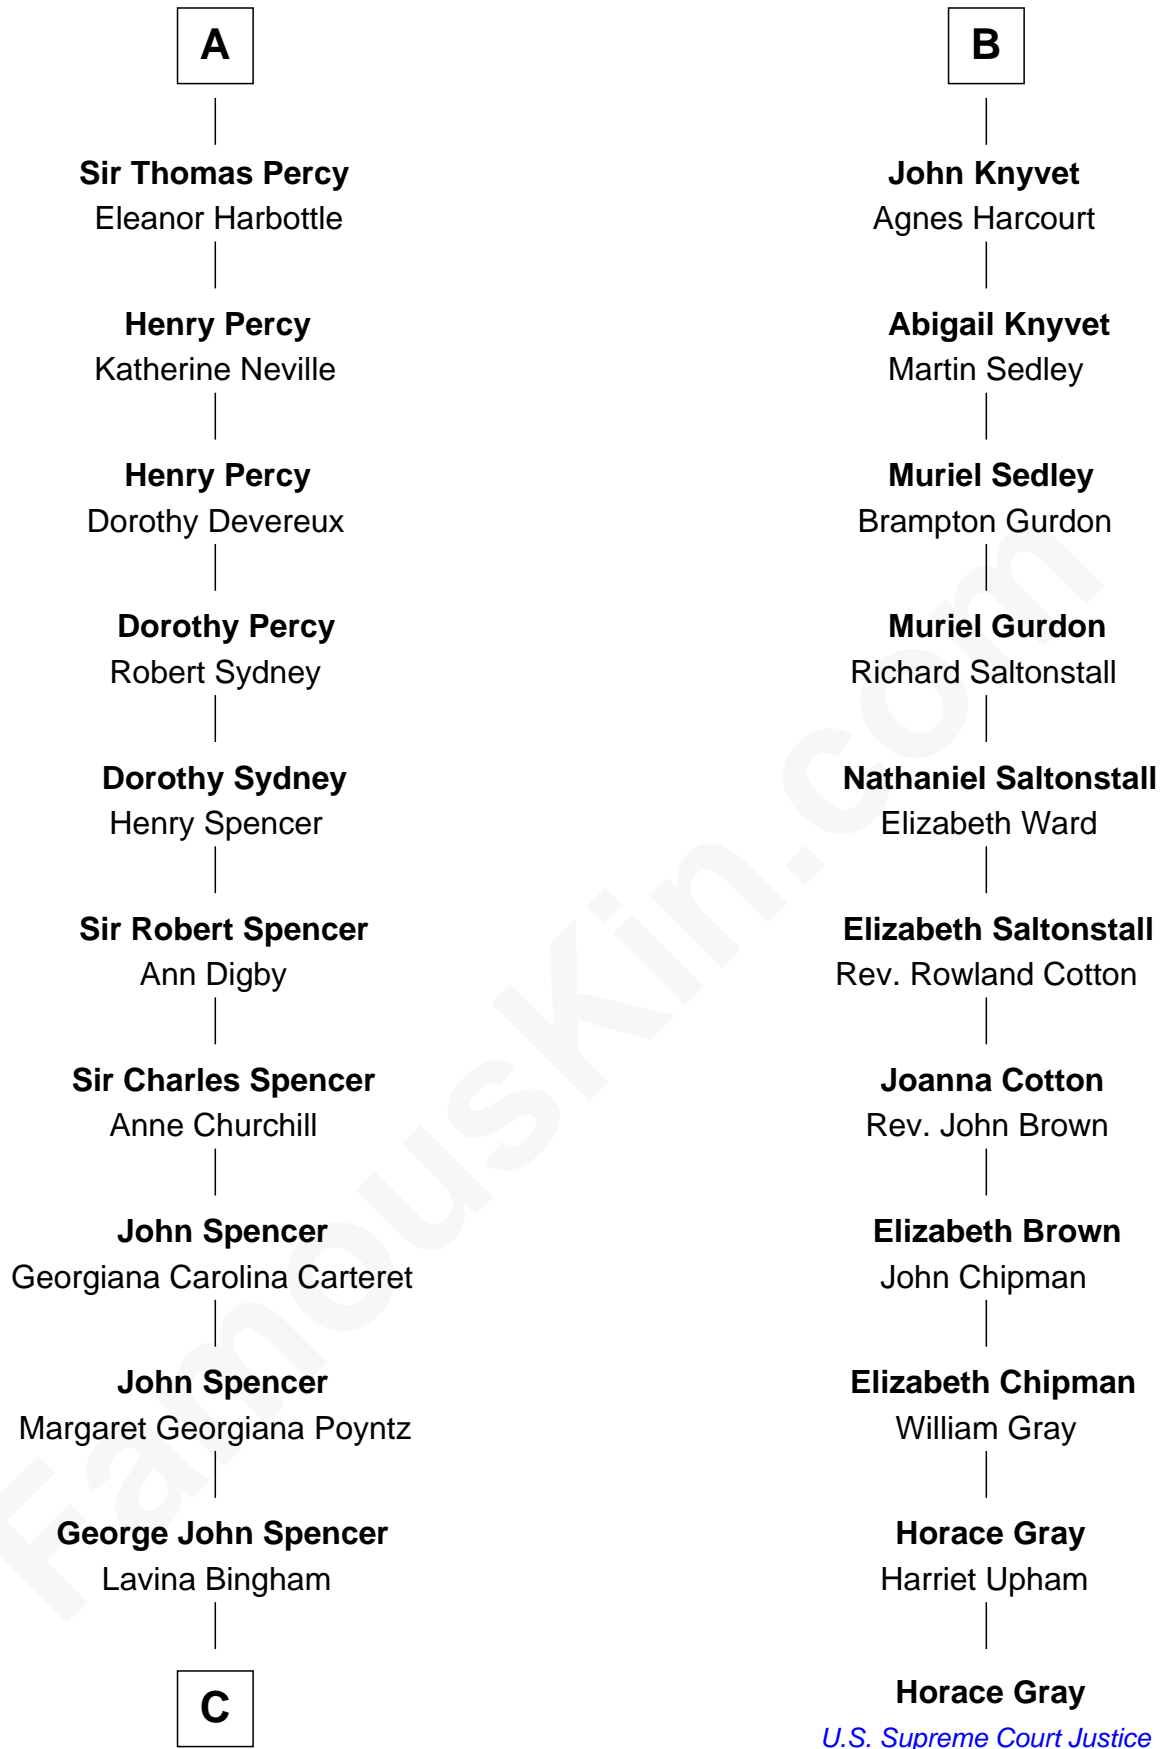 A
Sir Thomas Percy
Eleanor Harbottle
Henry Percy
Katherine Neville
Henry Percy
Dorothy Devereux
Dorothy Percy
Robert Sydney
Dorothy Sydney
Henry Spencer
Sir Robert Spencer
Ann Digby
Sir Charles Spencer
Anne Churchill
John Spencer
Georgiana Carolina Carteret
John Spencer
Margaret Georgiana Poyntz
George John Spencer
Lavina Bingham
C
B
John Knyvet
Agnes Harcourt
Abigail Knyvet
Martin Sedley
Muriel Sedley
Brampton Gurdon
Muriel Gurdon
Richard Saltonstall
Nathaniel Saltonstall
Elizabeth Ward
Elizabeth Saltonstall
Rev. Rowland Cotton
Joanna Cotton
Rev. John Brown
Elizabeth Brown
John Chipman
Elizabeth Chipman
William Gray
Horace Gray
Harriet Upham
Horace Gray
U.S. Supreme Court Justice
FamousKin.com